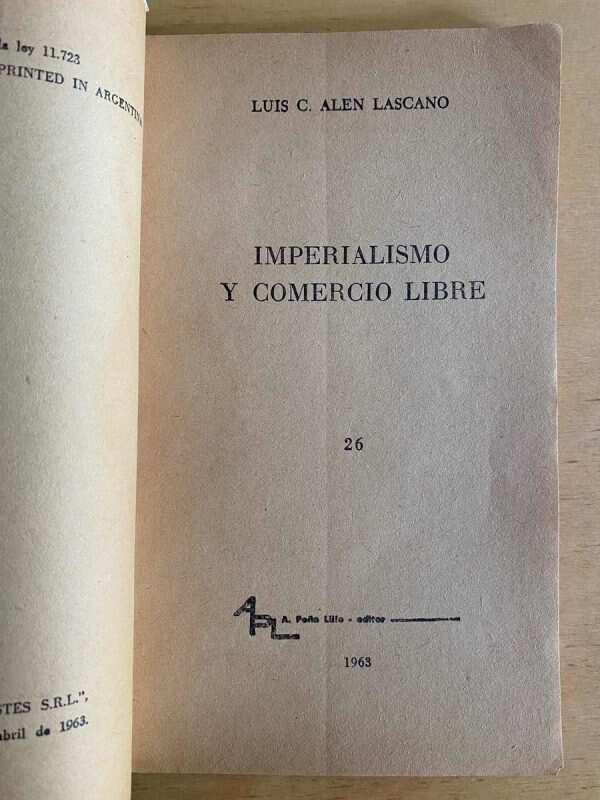 la ley 11.723
PRINTED IN ARGENTINA
STES S.R.L.",
abril de 1963.
LUIS C. ALEN LASCANO
IMPERIALISMO
Y COMERCIO LIBRE
26
APL A. Peña Lillo - editor
1963